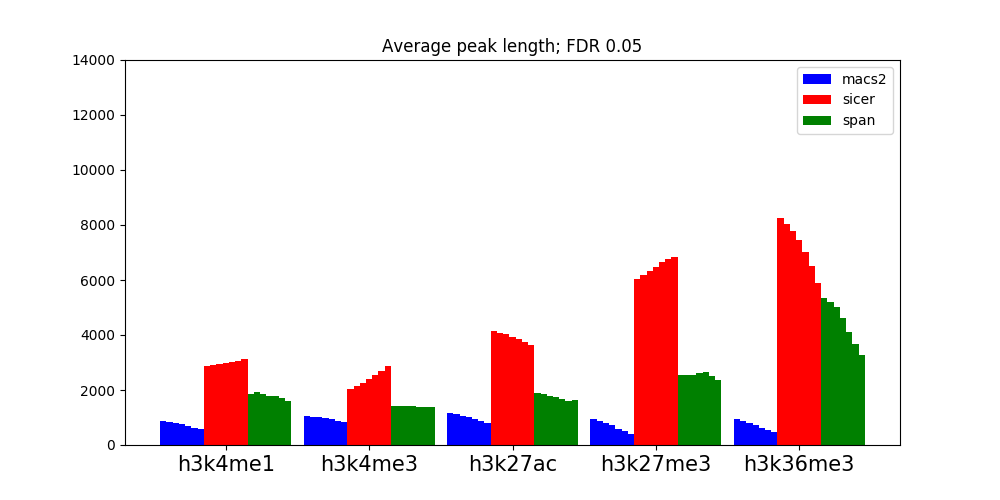 Average peak length; FDR 0.05
14000
12000
10000
8000
6000
4000
2000
0
macs2
sicer
span
h3k4me1 h3k4me3 h3k27ac h3k27me3 h3k36me3